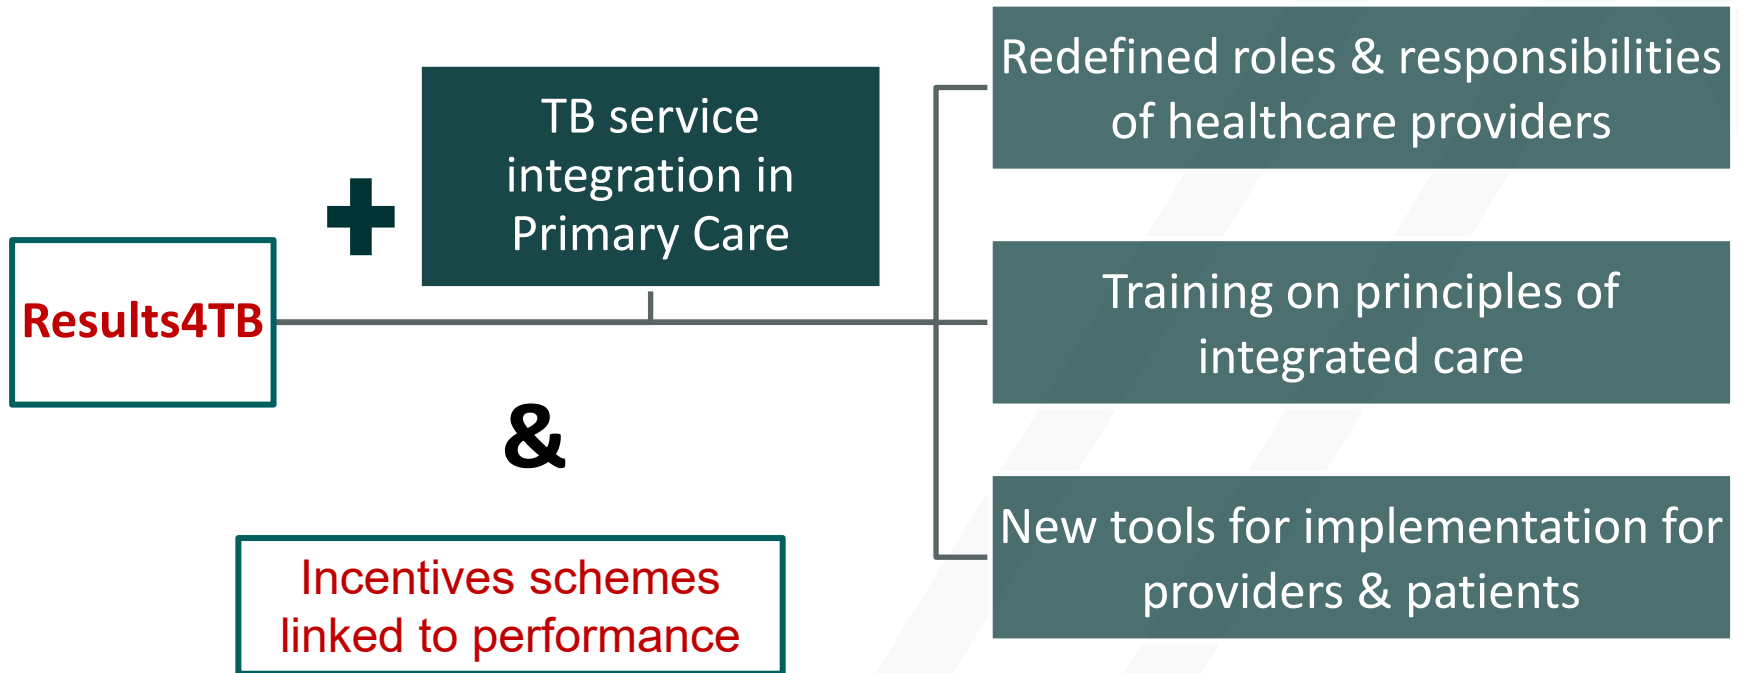 Results4TB
TB service
integration in
Primary Care
&
Incentives schemes
linked to performance
Redefined roles & responsibilities
of healthcare providers
Training on principles of
integrated care
New tools for implementation for
providers & patients